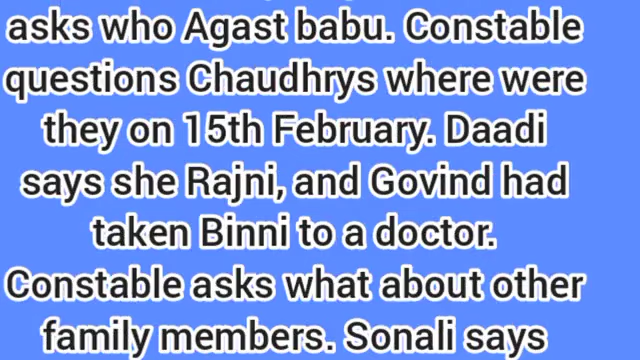 asks who Agast babu. Constable
questions Chaudhrys where were
they on 15th February. Daadi
says she Rajni, and Govind had
taken Binni to a doctor.
Constable asks what about other
family members. Sonali says